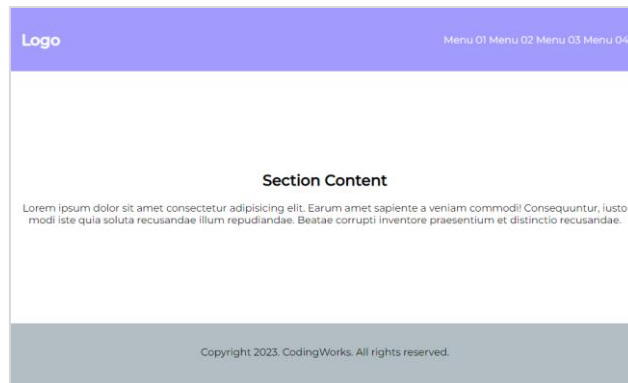 Logo
Menu 01 Menu 02 Menu 03 Menu 04
Section Content
Lorem ipsum dolor sit amet consectetur adipisicing elit. Earum amet sapiente a veniam commodi! Consequuntur, iusto
modi iste quia soluta recusandae illum repudiandae. Beatae corrupti inventore praesentium et distinctio recusandae.
Copyright 2023. CodingWorks. All rights reserved.